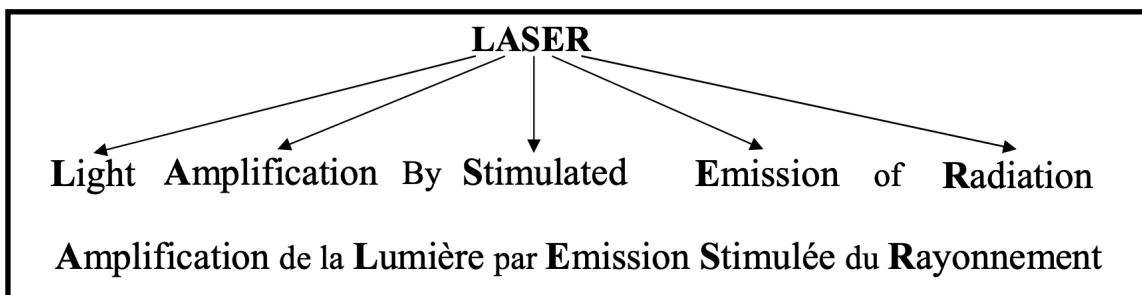 LASER
Light Amplification By Stimulated Emission of Radiation
Amplification de la Lumière par Emission Stimulée du Rayonnement